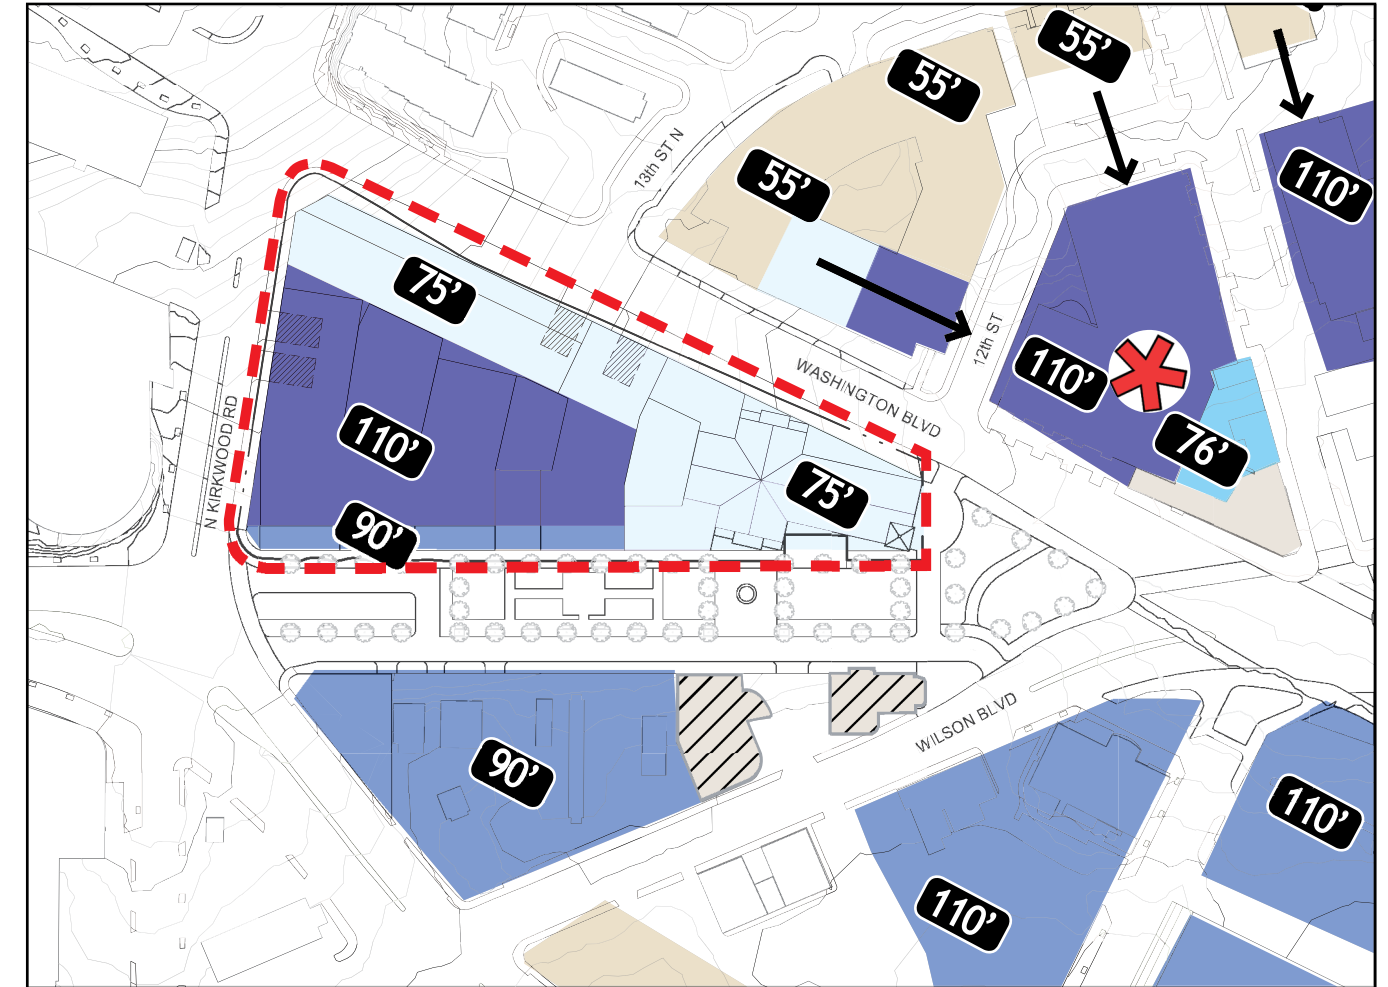 55’
55’
110’
55’
13th ST N
75’
12th ST
110’
WASHINGTON BLVD
110’
76’
N KIRKWOOD RD
75’
90’
WILSON BLVD
90’
110’
110’